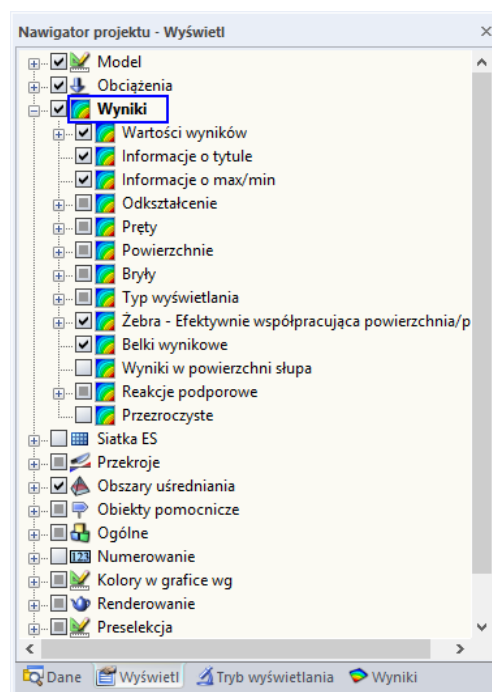 Nawigator projektu - Wyświetl
Model
Obciążenia
Wyniki
Wartości wyników
Informacje o tytule
Informacje o max/min
Odkształcenie
Pręty
Powierzchnie
Bryły
Typ wyświetlania
Żebra - Efektywnie współpracująca powierzchnia/p
Belki wynikowe
Wyniki w powierzchni słupa
Reakcje podporowe
Przezroczyste
Siatka ES
Przekroje
Obszary uśredniania
Obiekty pomocnicze
Ogólne
123 Numerowanie
Kolory w grafice wg
Renderowanie
Preselekcja
Dane Wyświetl Tryb wyświetlania Wyniki